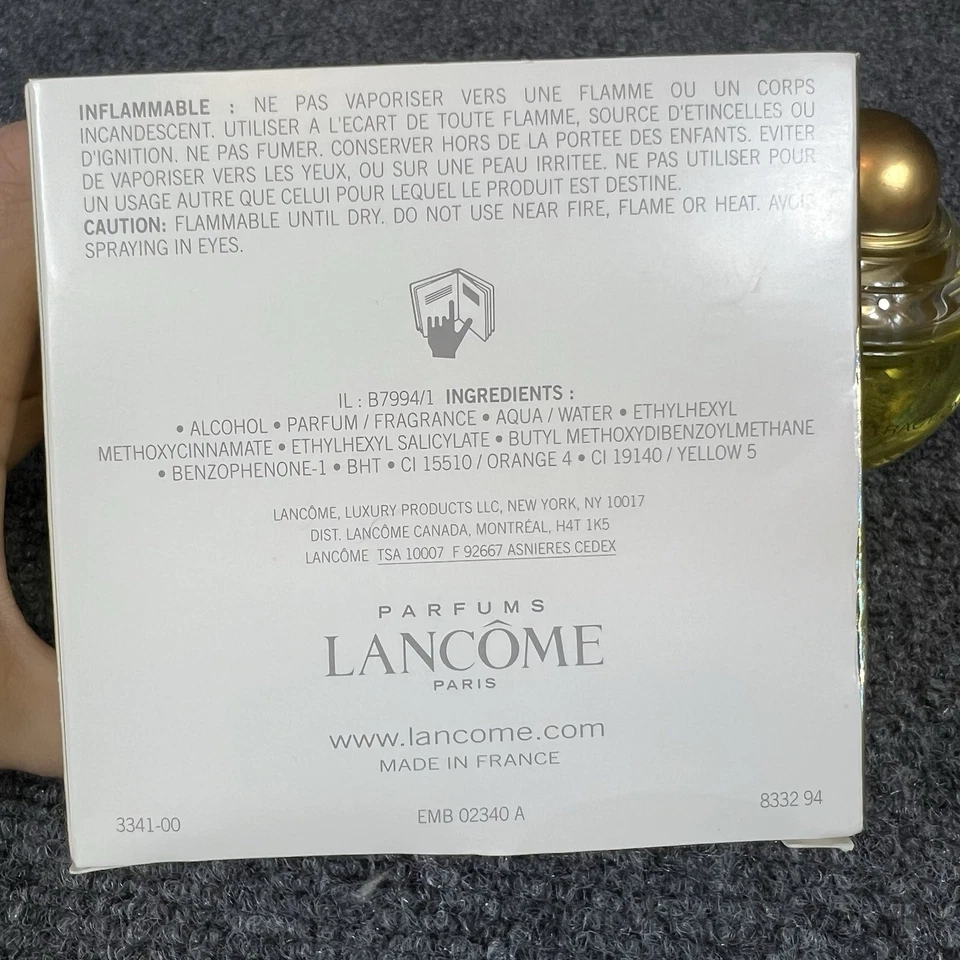 INFLAMMABLE : NE PAS VAPORISER VERS UNE FLAMME OU UN CORPS
INCANDESCENT. UTILISER A L'ECART DE TOUTE FLAMME, SOURCE D'ETINCELLES OU
D'IGNITION. NE PAS FUMER. CONSERVER HORS DE LA PORTEE DES ENFANTS. EVITER
DE VAPORISER VERS LES YEUX, OU SUR UNE PEAU IRRITEE. NE PAS UTILISER POUR
UN USAGE AUTRE QUE CELUI POUR LEQUEL LE PRODUIT EST DESTINE.
CAUTION: FLAMMABLE UNTIL DRY. DO NOT USE NEAR FIRE, FLAME OR HEAT. AVOID
SPRAYING IN EYES.
IL : B7994/1 INGREDIENTS :
• ALCOHOL • PARFUM / FRAGRANCE • AQUA / WATER • ETHYLHEXYL
METHOXYCINNAMATE • ETHYLHEXYL SALICYLATE • BUTYL METHOXYDIBENZOYLMETHANE
• BENZOPHENONE-1 • BHT • CI 15510 / ORANGE 4 • CI 19140 / YELLOW 5
LANCÔME, LUXURY PRODUCTS LLC, NEW YORK, NY 10017
DIST. LANCÔME CANADA, MONTRÉAL, H4T 1K5
LANCÔME TSA 10007 F 92667 ASNIERES CEDEX
PARFUMS
LANCÔME
PARIS
www.lancome.com
MADE IN FRANCE
3341-00
EMB 02340 A
8332 94